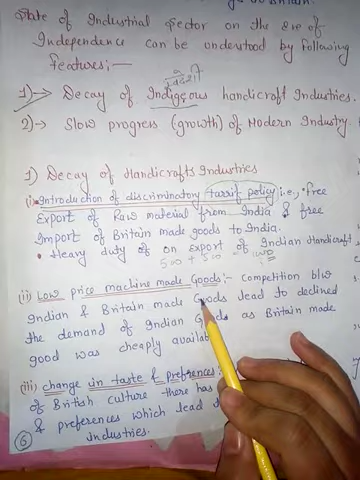 State of Industrial Sector on the Eve of
Independence can be understood by following
features:—
1)→ Decay of Indigeous handicraft Industries.
2)→ Slow progress (growth) of Modern Industry
1) Decay of Handicrafts Industries
(i) Introduction of discriminatory tarrif policy i.e., • free
Export of Raw material from India & free
Import of Britain made goods to India.
• Heavy duty of on export of Indian Handicraft
500 + 500
(ii) Low price machine made Goods:- competition b/w
Indian & Britain made Goods lead to declined
the demand of Indian Goods as Britain made
good was cheaply availab
(iii) change in taste & preferences:
of British culture there has
& preferences which lead
industries.
6